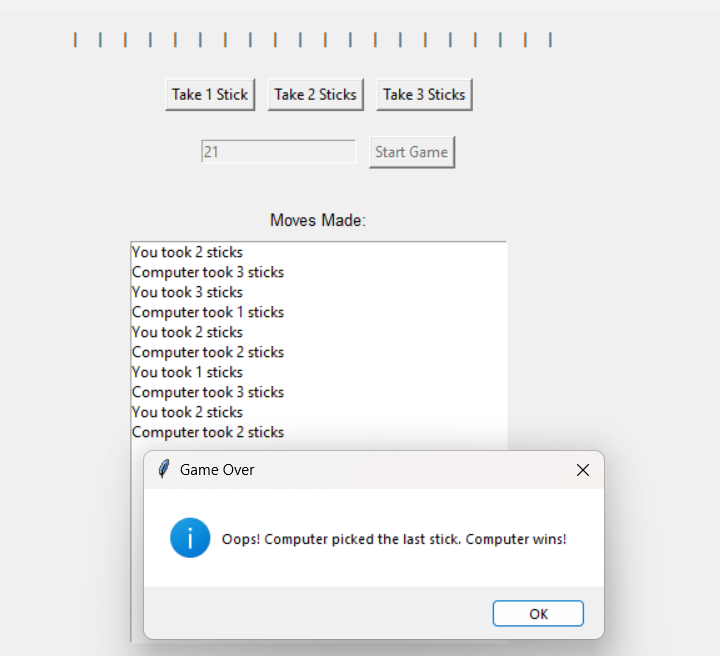 | | | | | | | | | | | | | | | | | | | |
Take 1 Stick Take 2 Sticks Take 3 Sticks
21 Start Game
Moves Made:
You took 2 sticks
Computer took 3 sticks
You took 3 sticks
Computer took 1 sticks
You took 2 sticks
Computer took 2 sticks
You took 1 sticks
Computer took 3 sticks
You took 2 sticks
Computer took 2 sticks
Game Over
Oops! Computer picked the last stick. Computer wins!
OK